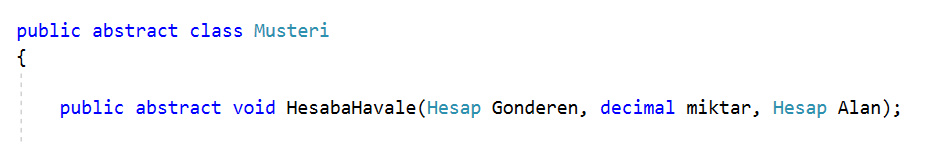 public abstract class Musteri
{
public abstract void HesabaHavale(Hesap Gonderen, decimal miktar, Hesap Alan);